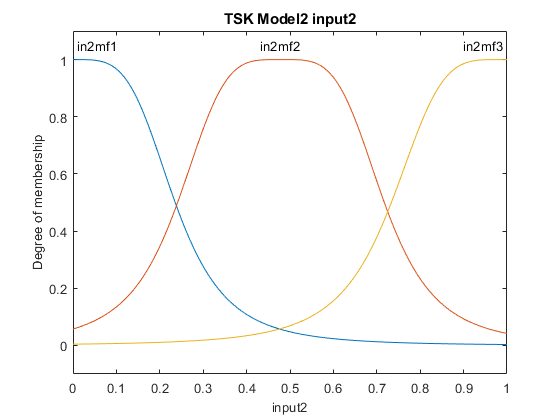 TSK Model2 input2
in2mf1 in2mf2 in2mf3
1
0.8
0.6
0.4
0.2
0
Degree of membership
0 0.1 0.2 0.3 0.4 0.5 0.6 0.7 0.8 0.9 1
input2